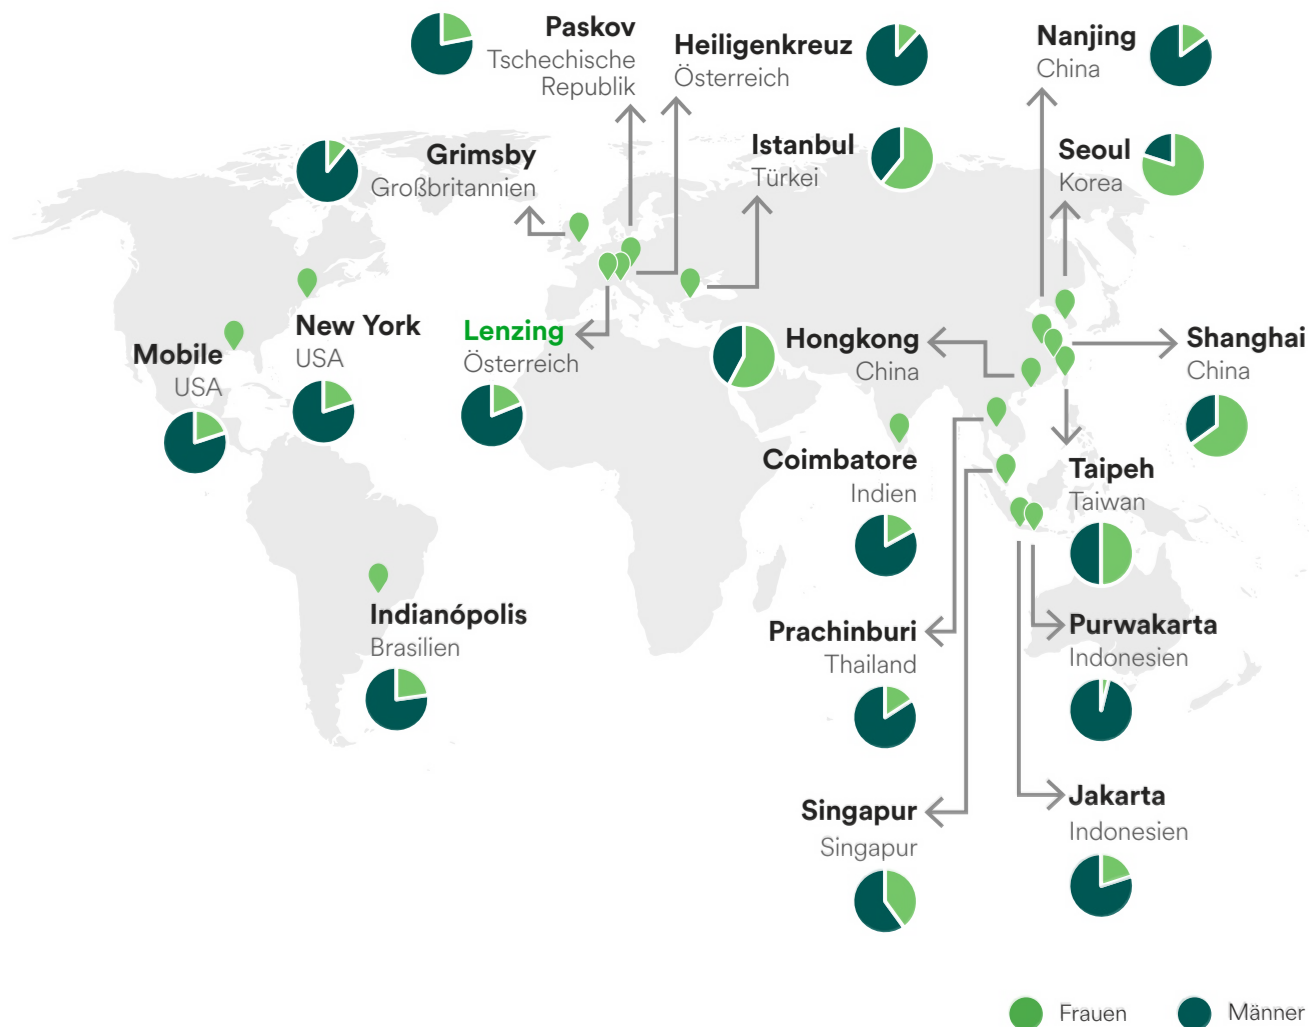 Paskov
Tschechische
Republik
Heiligenkreuz
Österreich
Nanjing
China
Grimsby
Großbritannien
Istanbul
Türkei
Seoul
Korea
New York
USA
Mobile
USA
Lenzing
Österreich
Hongkong
China
Shanghai
China
Coimbatore
Indien
Taipeh
Taiwan
Indianópolis
Brasilien
Prachinburi
Thailand
Purwakarta
Indonesien
Singapur
Singapur
Jakarta
Indonesien
Frauen
Männer